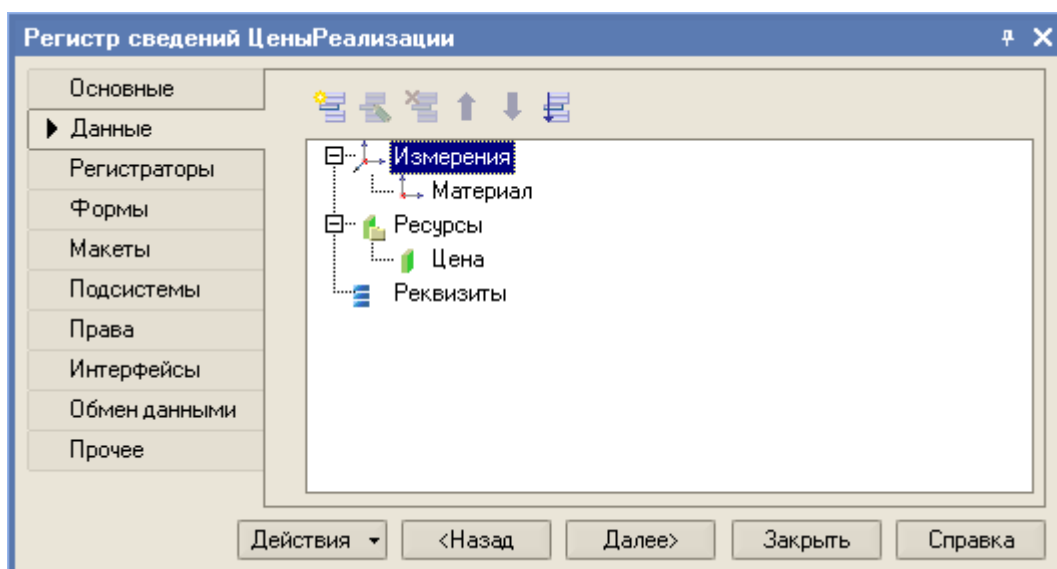 Регистр сведений ЦеныРеализации
Основные
Данные
Регистраторы
Формы
Макеты
Подсистемы
Права
Интерфейсы
Обмен данными
Прочее
Измерения
Материал
Ресурсы
Цена
Реквизиты
Действия
<Назад
Далее>
Закрыть
Справка